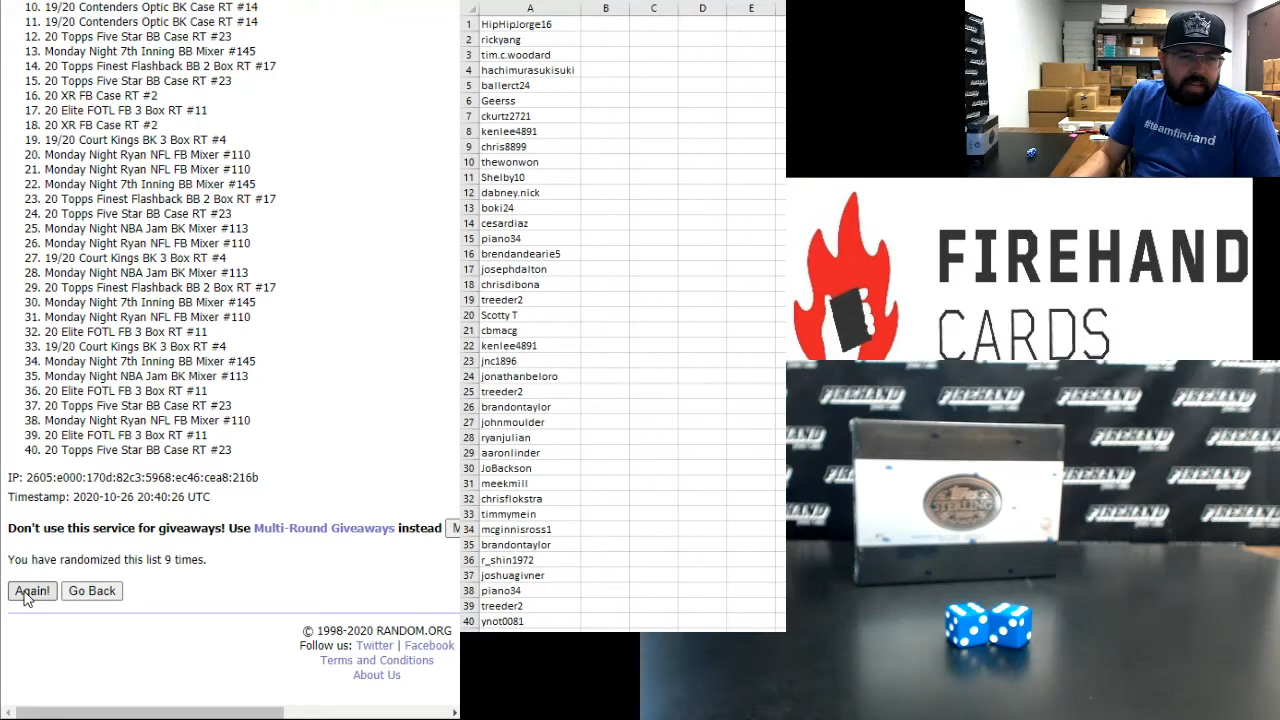 10. 19/20 Contenders Optic BK Case RT #14
11. 19/20 Contenders Optic BK Case RT #14
12. 20 Topps Five Star BB Case RT #23
13. Monday Night 7th Inning BB Mixer #145
14. 20 Topps Finest Flashback BB 2 Box RT #17
15. 20 Topps Five Star BB Case RT #23
16. 20 XR FB Case RT #2
17. 20 Elite FOTL FB 3 Box RT #11
18. 20 XR FB Case RT #2
19. 19/20 Court Kings BK 3 Box RT #4
20. Monday Night Ryan NFL FB Mixer #110
21. Monday Night Ryan NFL FB Mixer #110
22. Monday Night 7th Inning BB Mixer #145
23. 20 Topps Finest Flashback BB 2 Box RT #17
24. 20 Topps Five Star BB Case RT #23
25. Monday Night NBA Jam BK Mixer #113
26. Monday Night Ryan NFL FB Mixer #110
27. 19/20 Court Kings BK 3 Box RT #4
28. Monday Night NBA Jam BK Mixer #113
29. 20 Topps Finest Flashback BB 2 Box RT #17
30. Monday Night 7th Inning BB Mixer #145
31. Monday Night Ryan NFL FB Mixer #110
32. 20 Elite FOTL FB 3 Box RT #11
33. 19/20 Court Kings BK 3 Box RT #4
34. Monday Night 7th Inning BB Mixer #145
35. Monday Night NBA Jam BK Mixer #113
36. 20 Elite FOTL FB 3 Box RT #11
37. 20 Topps Five Star BB Case RT #23
38. Monday Night Ryan NFL FB Mixer #110
39. 20 Elite FOTL FB 3 Box RT #11
40. 20 Topps Five Star BB Case RT #23
IP: 2605:e000:170d:82c3:5968:ec46:cea8:216b
Timestamp: 2020-10-26 20:40:26 UTC
Don't use this service for giveaways! Use Multi-Round Giveaways instead
You have randomized this list 9 times.
Again! Go Back
© 1998-2020 RANDOM.ORG
Follow us: Twitter | Facebook
Terms and Conditions
About Us
A B C D E
1 HipHipJorge16
2 rickyang
3 tim.c.woodard
4 hachimurasukisuki
5 ballerct24
6 Geerss
7 ckurtz2721
8 kenlee4891
9 chris8899
10 thewonwon
11 Shelby10
12 dabney.nick
13 boki24
14 cesardiaz
15 piano34
16 brendandearie5
17 josephdalton
18 chrisdibona
19 treeder2
20 Scotty T
21 cbmacg
22 kenlee4891
23 jnc1896
24 jonathanbeloro
25 treeder2
26 brandontaylor
27 johnmoulder
28 ryanjulian
29 aaronlinder
30 JoBackson
31 meekmill
32 chrisflokstra
33 timmymein
34 mcginnisross1
35 brandontaylor
36 r_shin1972
37 joshuagivner
38 piano34
39 treeder2
40 ynot0081
#teamfirehand
FIREHAND
CARDS
FIREHAND FIREHAND FIREHAND
FIREHAND
FIREHAND
FIREHAND
STERLING